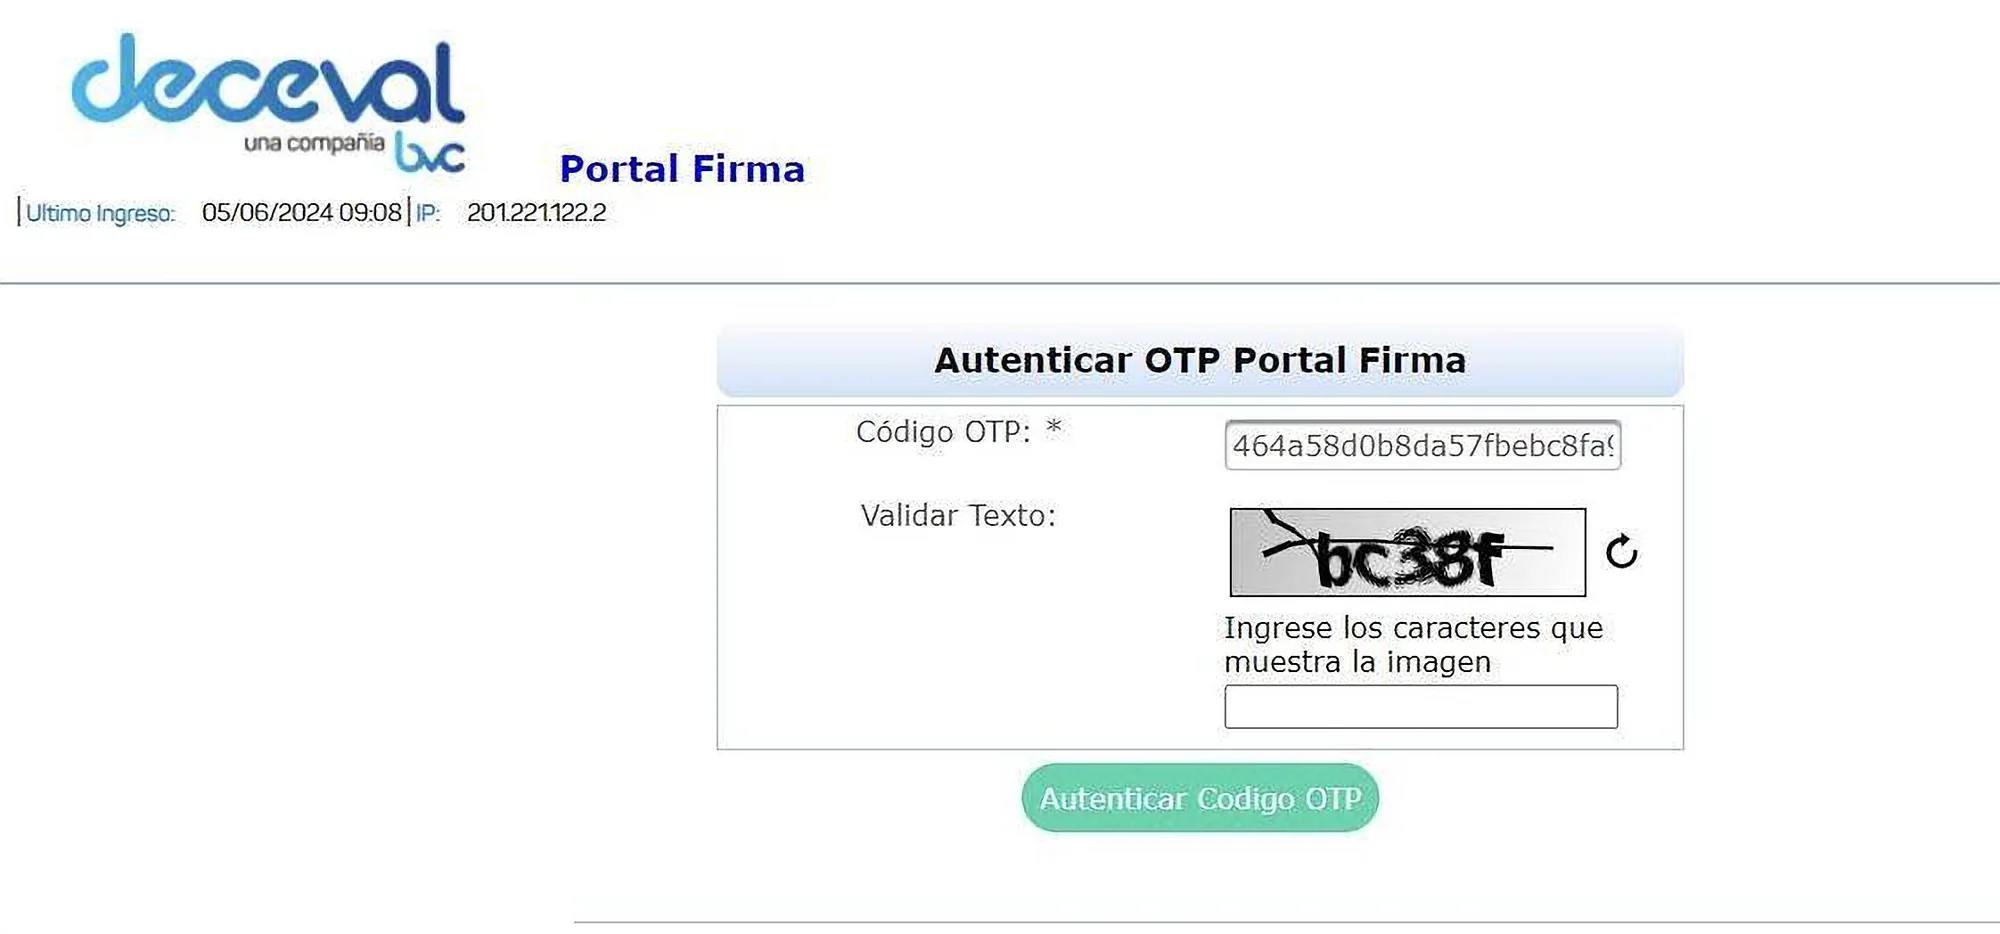 deceval
una compañía bvc
Portal Firma
Ultimo Ingreso: 05/06/2024 09:08 IP: 201.221.122.2
Autenticar OTP Portal Firma
Código OTP: * 464a58d0b8da57fbebc8fa9
Validar Texto: bc38f
Ingrese los caracteres que
muestra la imagen
Autenticar Codigo OTP